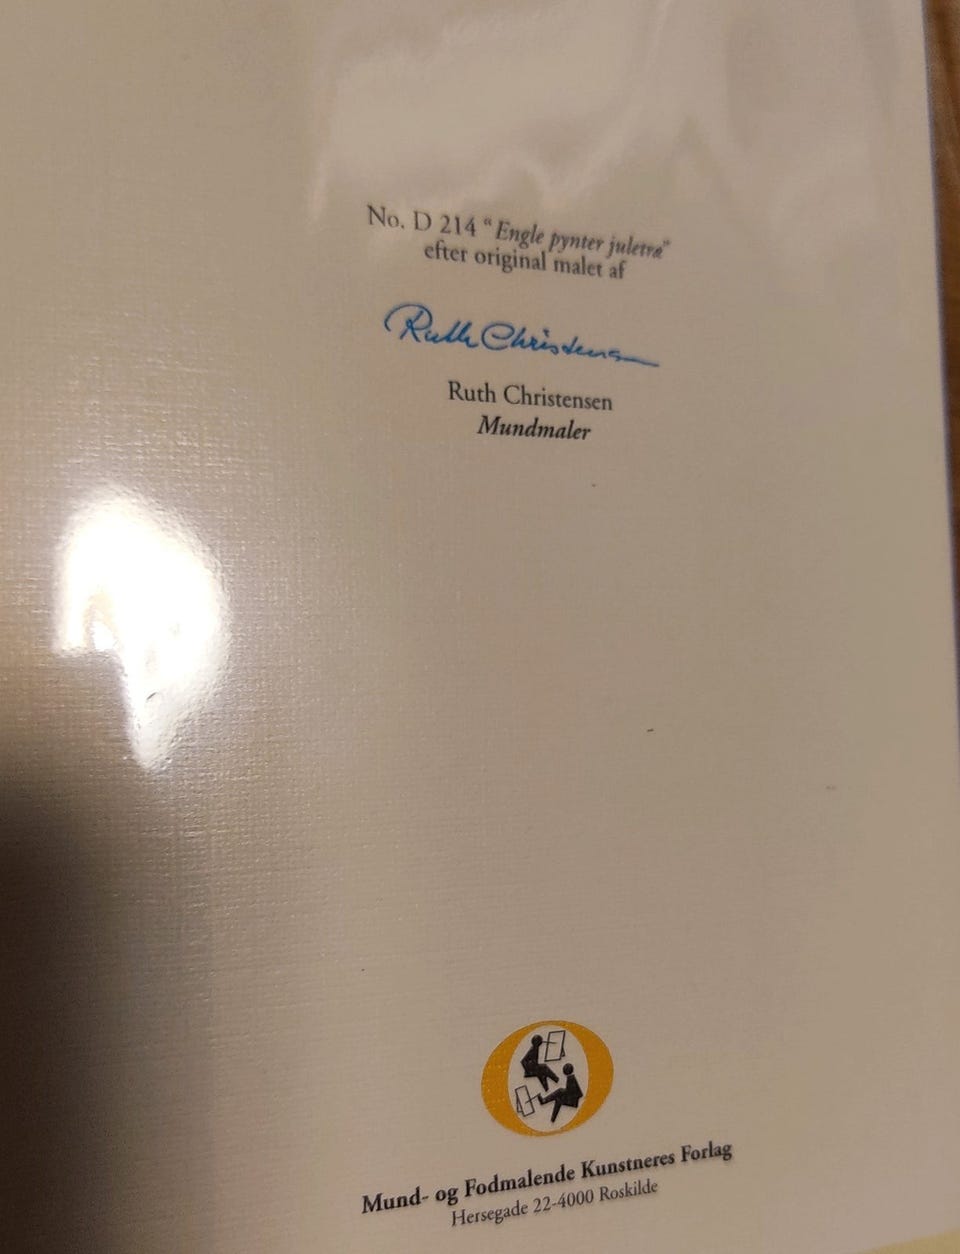 No. D 214 “Engle pynter juletræ”
efter original malet af
Ruth Christensen
Ruth Christensen
Mundmaler
Mund- og Fodmalende Kunstneres Forlag
Hersegade 22-4000 Roskilde